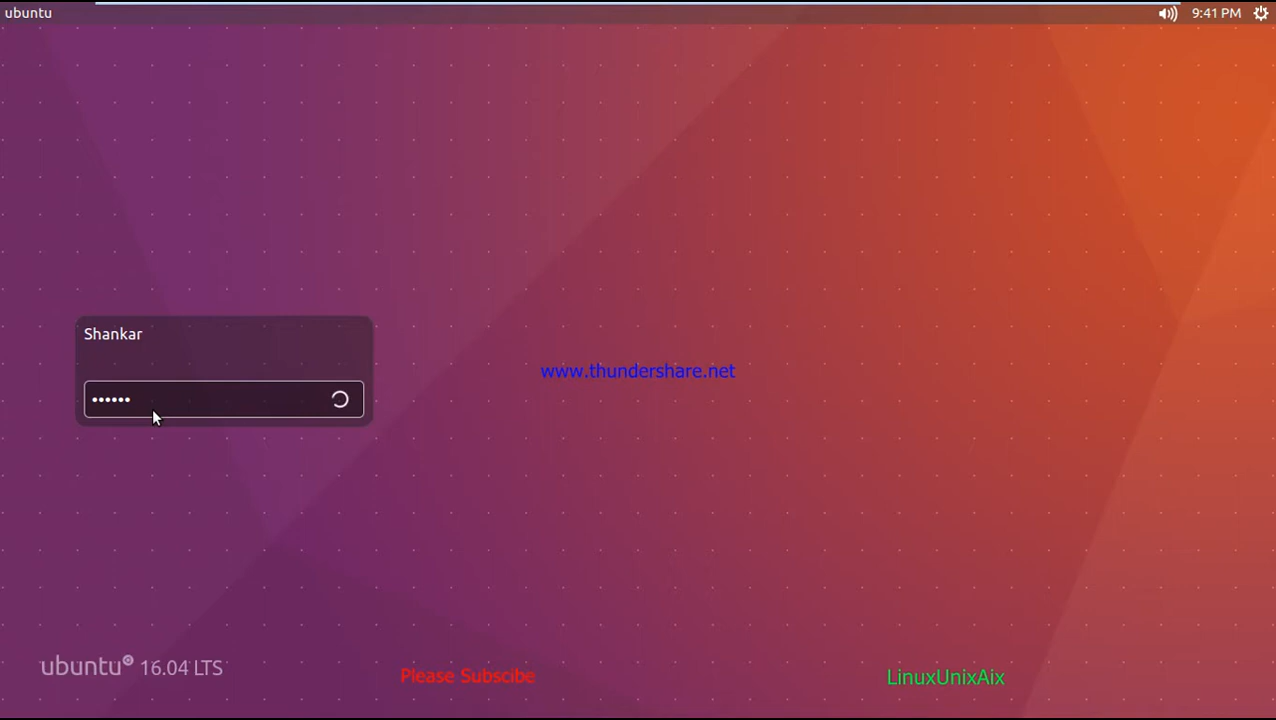 ubuntu
9:41 PM
Shankar
••••••
www.thundershare.net
ubuntu 16.04 LTS
Please Subscibe
LinuxUnixAix